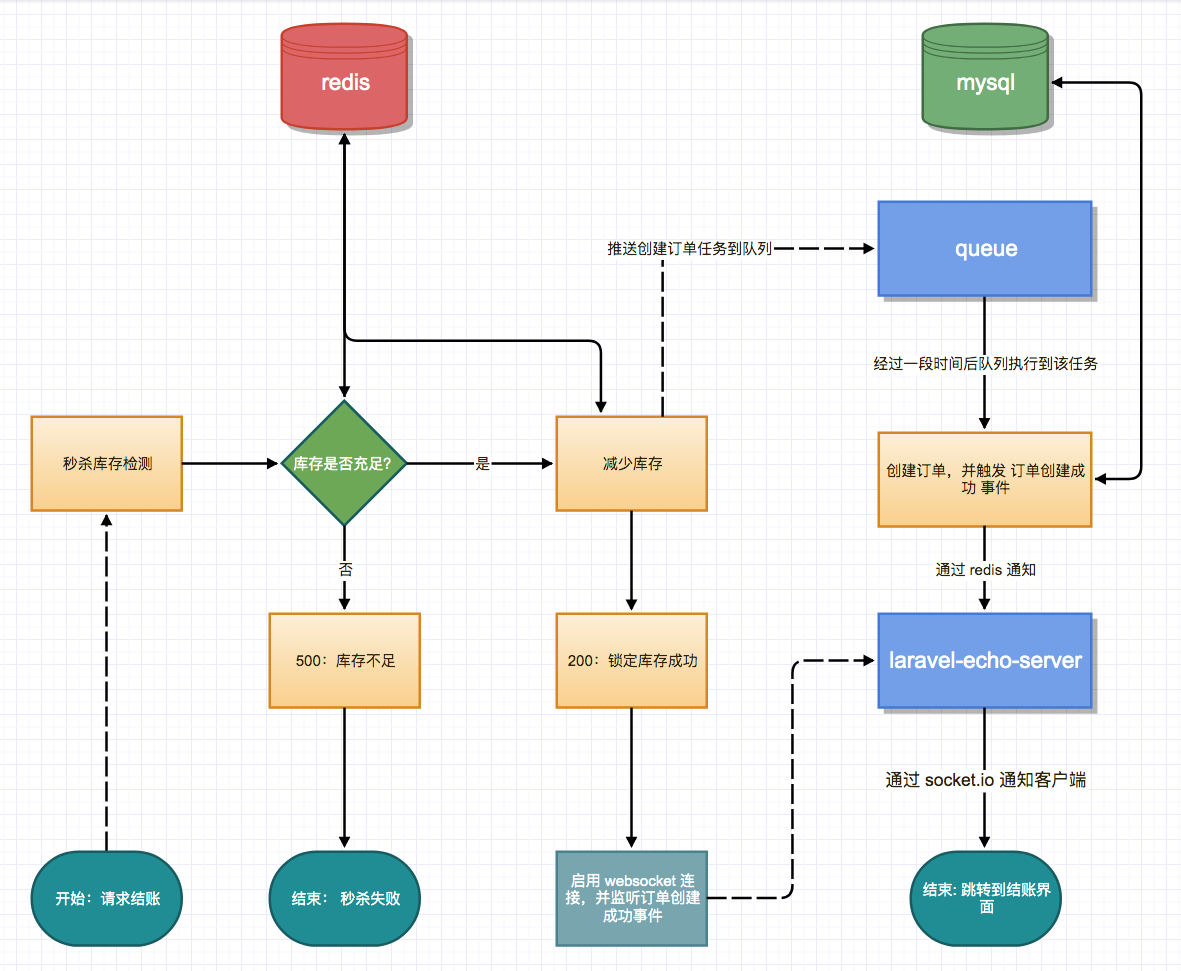 redis
mysql
推送创建订单任务到队列
queue
经过一段时间后队列执行到该任务
秒杀库存检测
库存是否充足?
是
减少库存
创建订单，并触发 订单创建成
功 事件
否
通过 redis 通知
500：库存不足
200：锁定库存成功
laravel-echo-server
通过 socket.io 通知客户端
开始：请求结账
结束： 秒杀失败
启用 websocket 连
接，并监听订单创建
成功事件
结束: 跳转到结账界
面